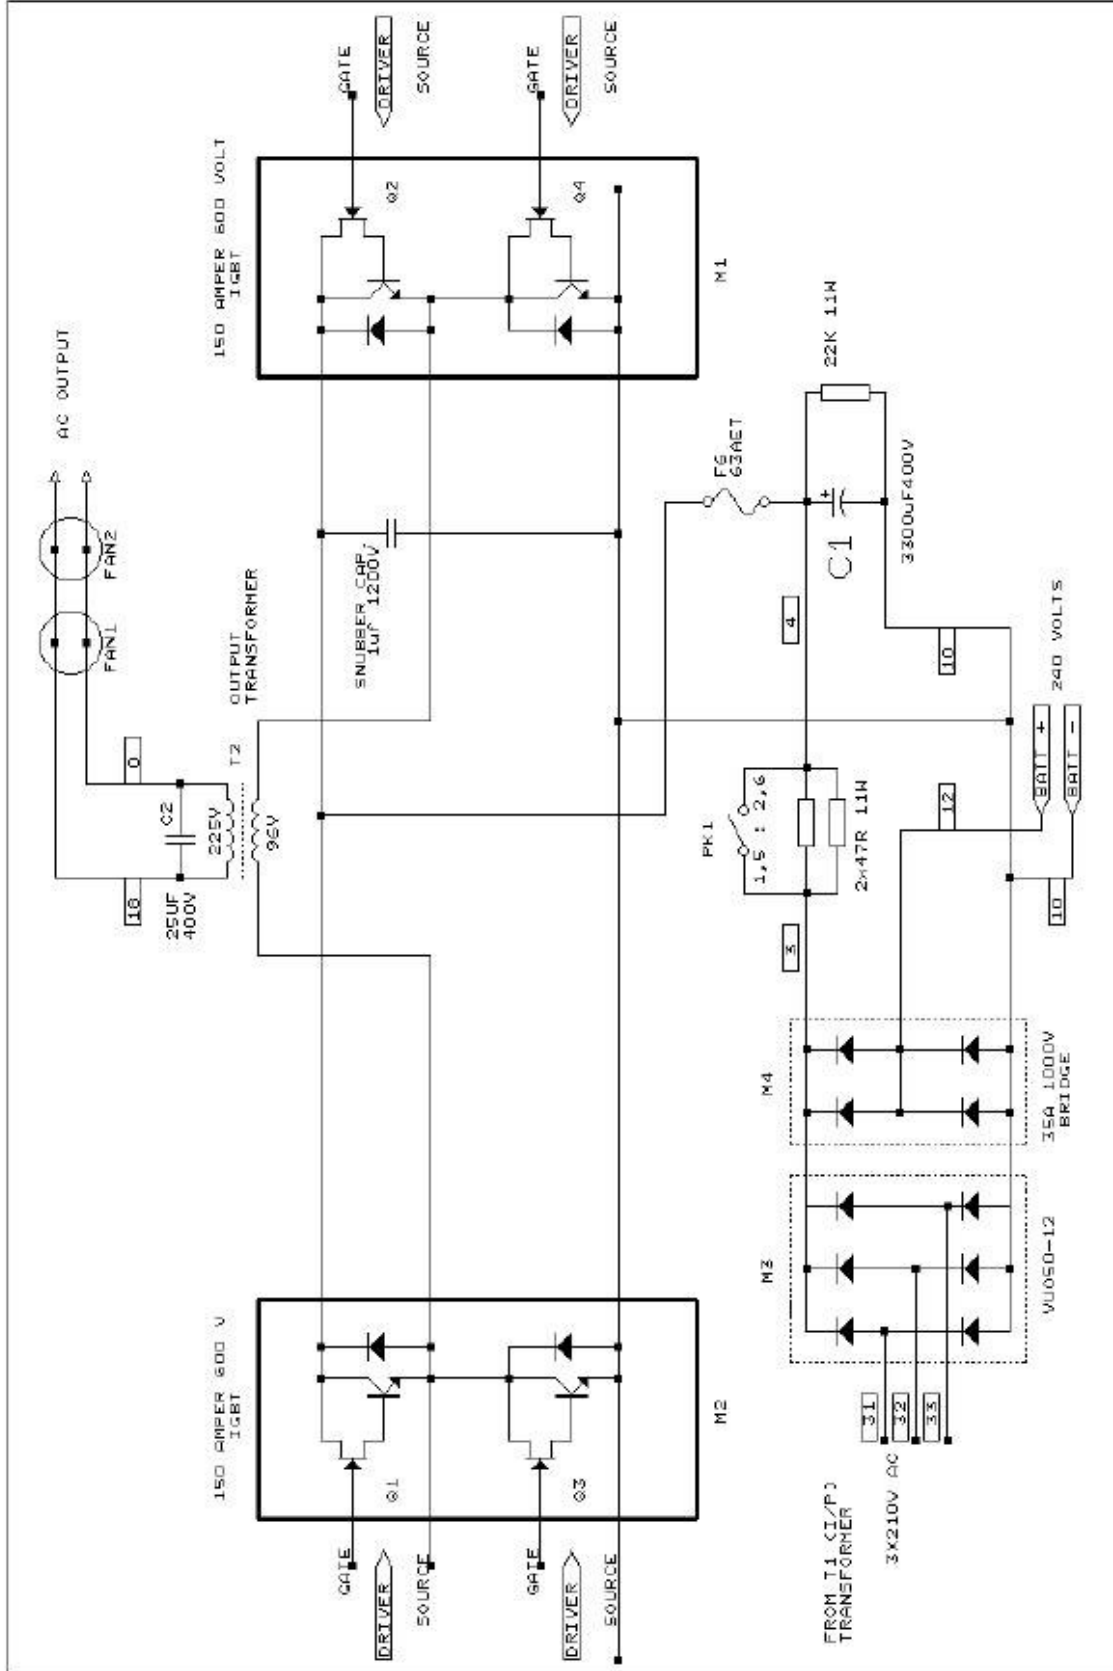 AC OUTPUT
FAN1
FAN2
18
0
25UF
400V
C2
225V
96V
T2
OUTPUT
TRANSFORMER
150 AMPER 600 V
IGBT
150 AMPER 600 VOLT
IGBT
GATE
DRIVER
SOURCE
Q1
GATE
DRIVER
SOURCE
Q2
SNUBBER CAP,
1uF 1200V
GATE
DRIVER
SOURCE
Q3
GATE
DRIVER
SOURCE
Q4
M2
M1
F6
63AET
PK1
1,5 : 2,6
2x47R 11W
3
4
+
C1
3300uF400V
22K 11W
M3
M4
FROM T1 (I/P)
TRANSFORMER
3X210V AC
31
32
33
VUO50-12
35A 1000V
BRIDGE
12
10
10
BATT +
BATT -
240 VOLTS